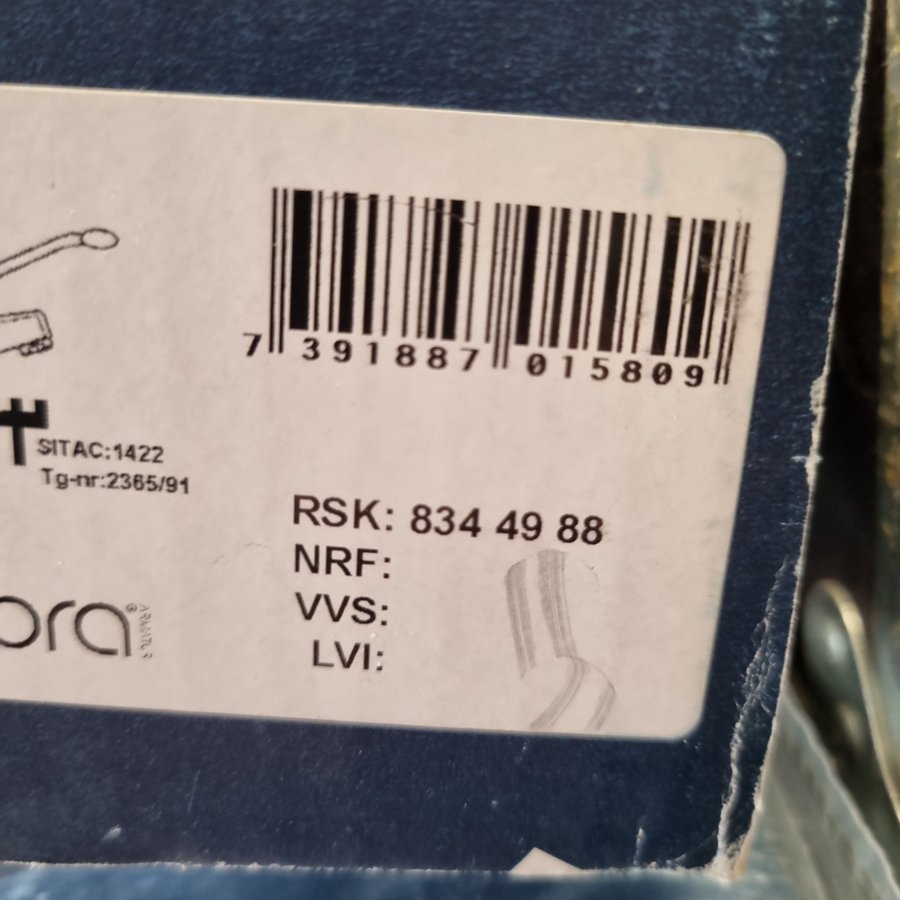 7 391887 015809
SITAC:1422
Tg-nr:2365/91
RSK: 834 49 88
NRF:
VVS:
LVI:
ora